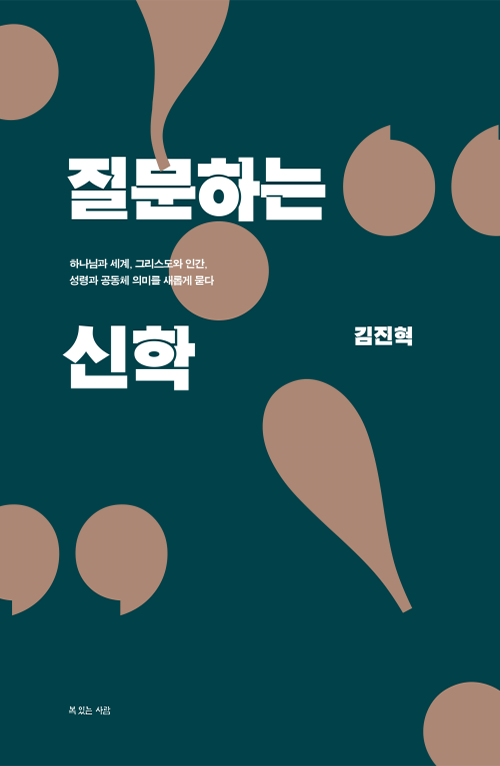 질문하는
하나님과 세계, 그리스도와 인간,
성령과 공동체 의미를 새롭게 묻다
신학
김진혁
복 있는 사람